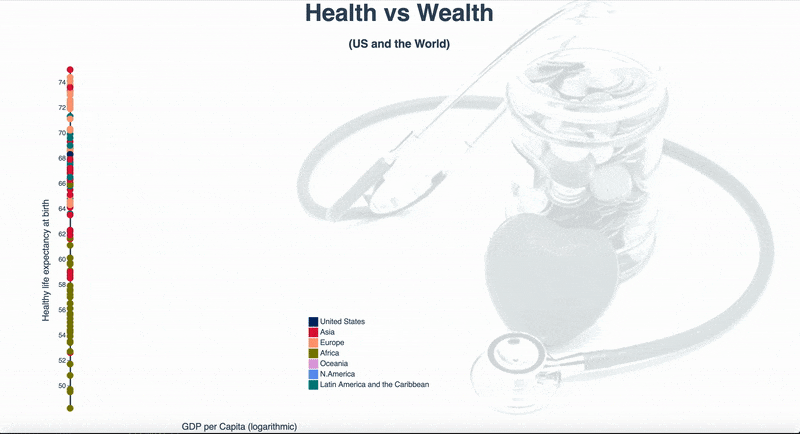 Health vs Wealth
(US and the World)
74
72
70
68
66
64
62
60
58
56
54
52
50
Healthy life expectancy at birth
United States
Asia
Europe
Africa
Oceania
N.America
Latin America and the Caribbean
GDP per Capita (logarithmic)